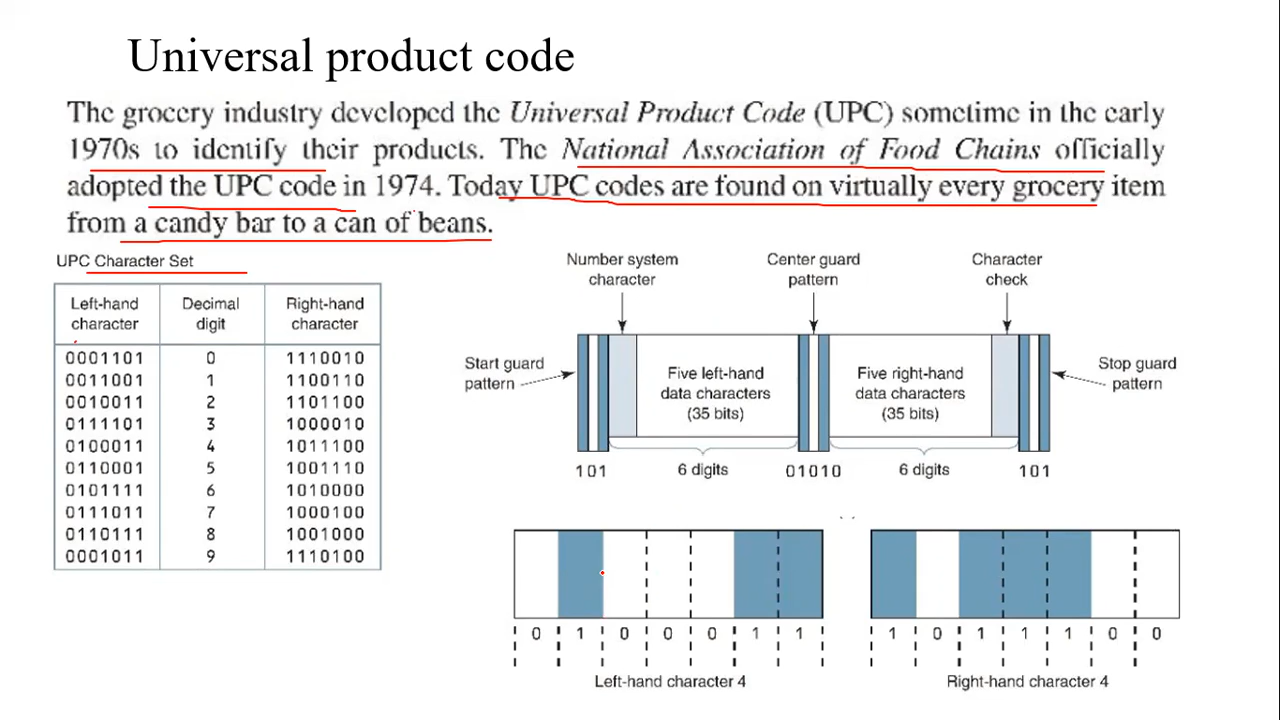 Universal product code
The grocery industry developed the Universal Product Code (UPC) sometime in the early
1970s to identify their products. The National Association of Food Chains officially
adopted the UPC code in 1974. Today UPC codes are found on virtually every grocery item
from a candy bar to a can of beans.
UPC Character Set
Left-hand character Decimal digit Right-hand character
0001101 0 1110010
0011001 1 1100110
0010011 2 1101100
0111101 3 1000010
0100011 4 1011100
0110001 5 1001110
0101111 6 1010000
0111011 7 1000100
0110111 8 1001000
0001011 9 1110100
Number system
character
Center guard
pattern
Character
check
Start guard
pattern
Five left-hand
data characters
(35 bits)
Five right-hand
data characters
(35 bits)
Stop guard
pattern
101 6 digits 01010 6 digits 101
0 1 0 0 0 1 1
Left-hand character 4
1 0 1 1 1 0 0
Right-hand character 4